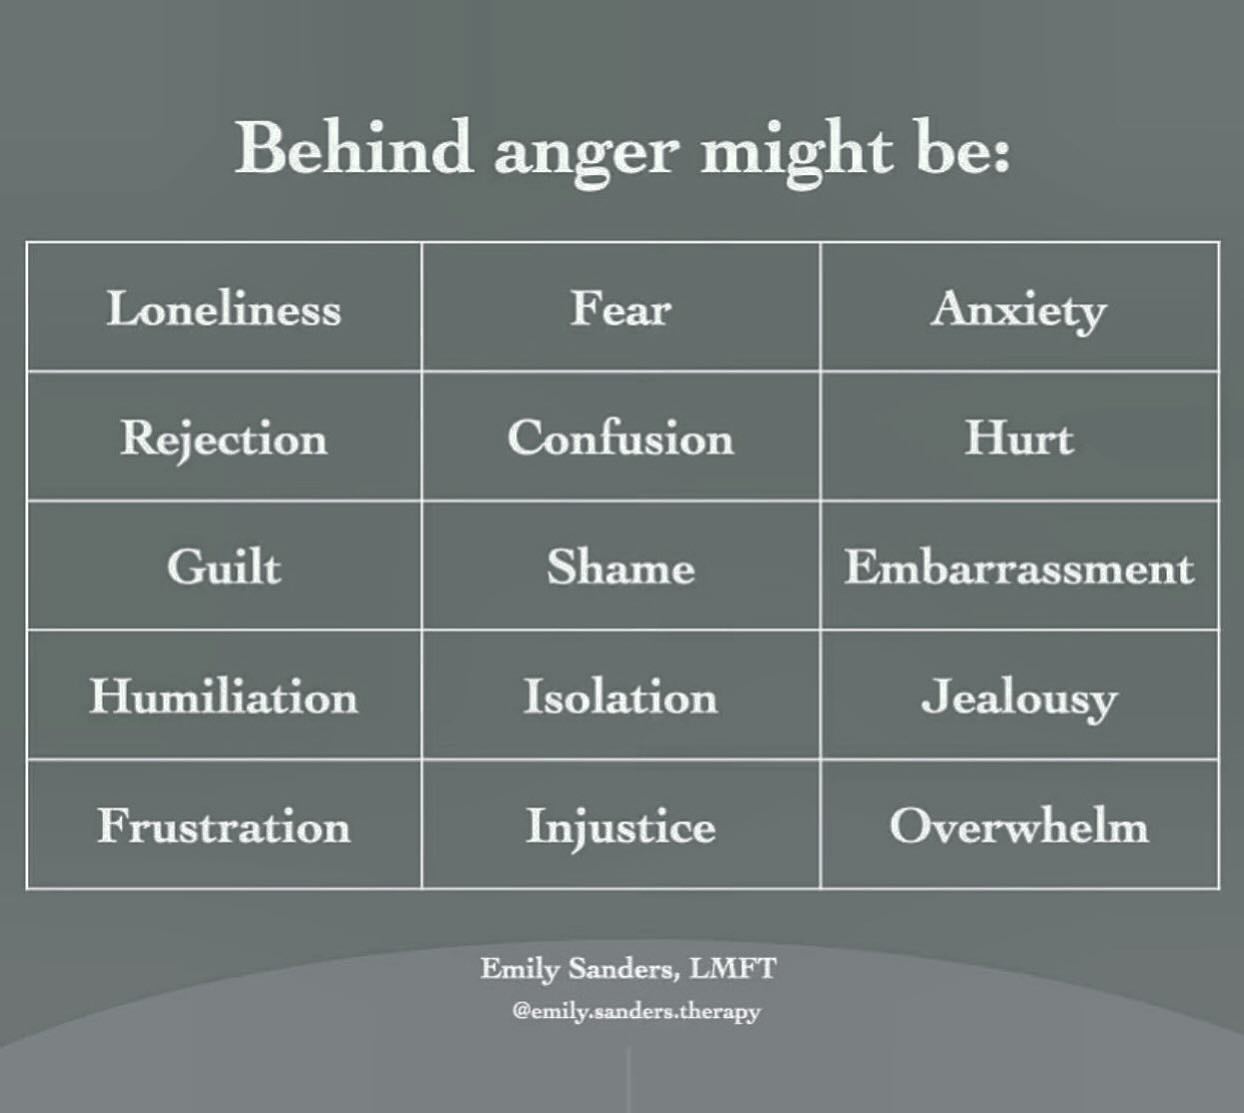 Behind anger might be:
Loneliness Fear Anxiety
Rejection Confusion Hurt
Guilt Shame Embarrassment
Humiliation Isolation Jealousy
Frustration Injustice Overwhelm
Emily Sanders, LMFT
@emily.sanders.therapy